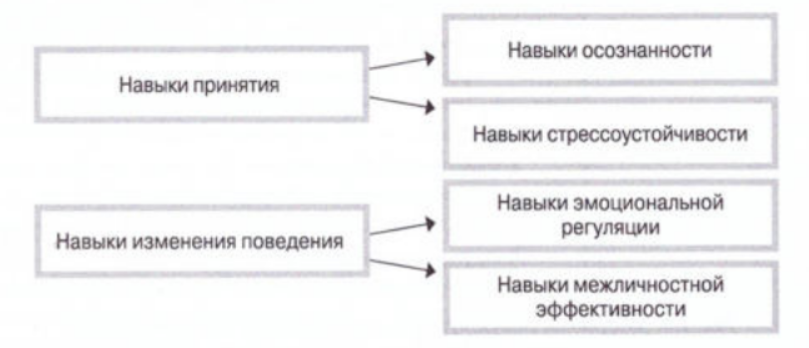 Навыки принятия
Навыки осознанности
Навыки стрессоустойчивости
Навыки изменения поведения
Навыки эмоциональной
регуляции
Навыки межличностной
эффективности